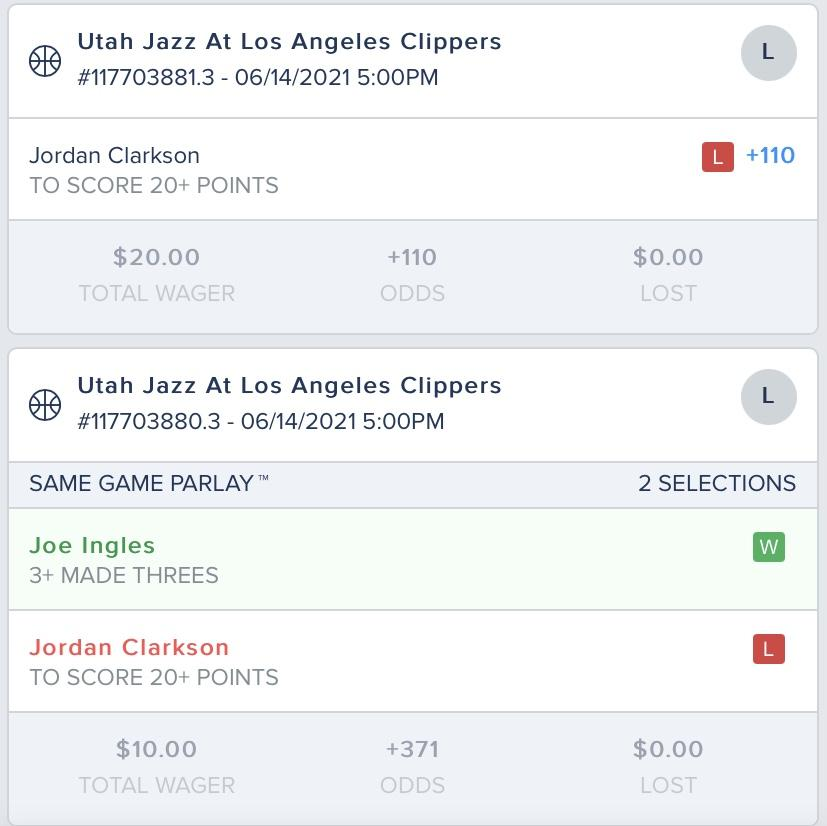 Utah Jazz At Los Angeles Clippers
L
#117703881.3 - 06/14/2021 5:00PM
Jordan Clarkson
L +110
TO SCORE 20+ POINTS
$20.00 +110 $0.00
TOTAL WAGER ODDS LOST
Utah Jazz At Los Angeles Clippers
L
#117703880.3 - 06/14/2021 5:00PM
SAME GAME PARLAY™ 2 SELECTIONS
Joe Ingles W
3+ MADE THREES
Jordan Clarkson L
TO SCORE 20+ POINTS
$10.00 +371 $0.00
TOTAL WAGER ODDS LOST